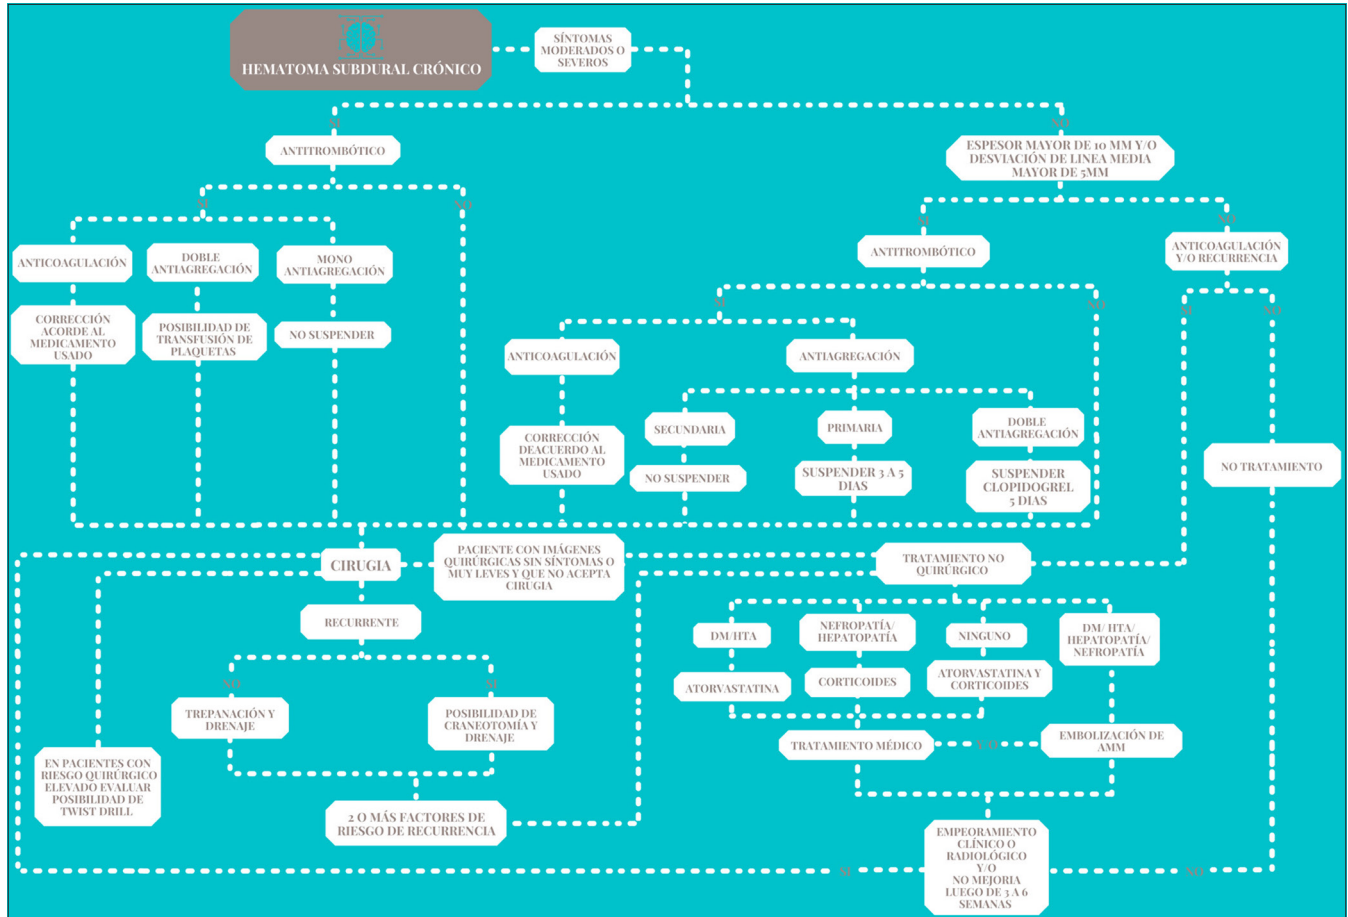 HEMATOMA SUBDURAL CRÓNICO
SÍNTOMAS
MODERADOS O
SEVEROS
SI
NO
ANTITROMBÓTICO
ESPESOR MAYOR DE 10 MM Y/O
DESVIACIÓN DE LINEA MEDIA
MAYOR DE 5MM
SI
NO
SI
NO
ANTICOAGULACIÓN
DOBLE
ANTIAGREGACIÓN
MONO
ANTIAGREGACIÓN
ANTITROMBÓTICO
ANTICOAGULACIÓN
Y/O RECURRENCIA
CORRECCIÓN
ACORDE AL
MEDICAMENTO
USADO
POSIBILIDAD DE
TRANSFUSIÓN DE
PLAQUETAS
NO SUSPENDER
SI
NO
SI
NO
ANTICOAGULACIÓN
ANTIAGREGACIÓN
SECUNDARIA
PRIMARIA
DOBLE
ANTIAGREGACIÓN
CORRECCIÓN
DEACUERDO AL
MEDICAMENTO
USADO
NO SUSPENDER
SUSPENDER 3 A 5
DIAS
SUSPENDER
CLOPIDOGREL
5 DIAS
NO TRATAMIENTO
CIRUGIA
PACIENTE CON IMÁGENES
QUIRÚRGICAS SIN SÍNTOMAS O
MUY LEVES Y QUE NO ACEPTA
CIRUGIA
TRATAMIENTO NO
QUIRÚRGICO
RECURRENTE
DM/HTA
NEFROPATÍA/
HEPATOPATÍA
NINGUNO
DM/ HTA/
HEPATOPATÍA/
NEFROPATÍA
NO
SI
ATORVASTATINA
CORTICOIDES
ATORVASTATINA Y
CORTICOIDES
TREPANACIÓN Y
DRENAJE
POSIBILIDAD DE
CRANEOTOMÍA Y
DRENAJE
TRATAMIENTO MÉDICO
Y/O
EMBOLIZACIÓN DE
AMM
EN PACIENTES CON
RIESGO QUIRÚRGICO
ELEVADO EVALUAR
POSIBILIDAD DE
TWIST DRILL
2 O MÁS FACTORES DE
RIESGO DE RECURRENCIA
EMPEORAMIENTO
CLÍNICO O
RADIOLÓGICO
Y/O
NO MEJORIA
LUEGO DE 3 A 6
SEMANAS
SI
NO